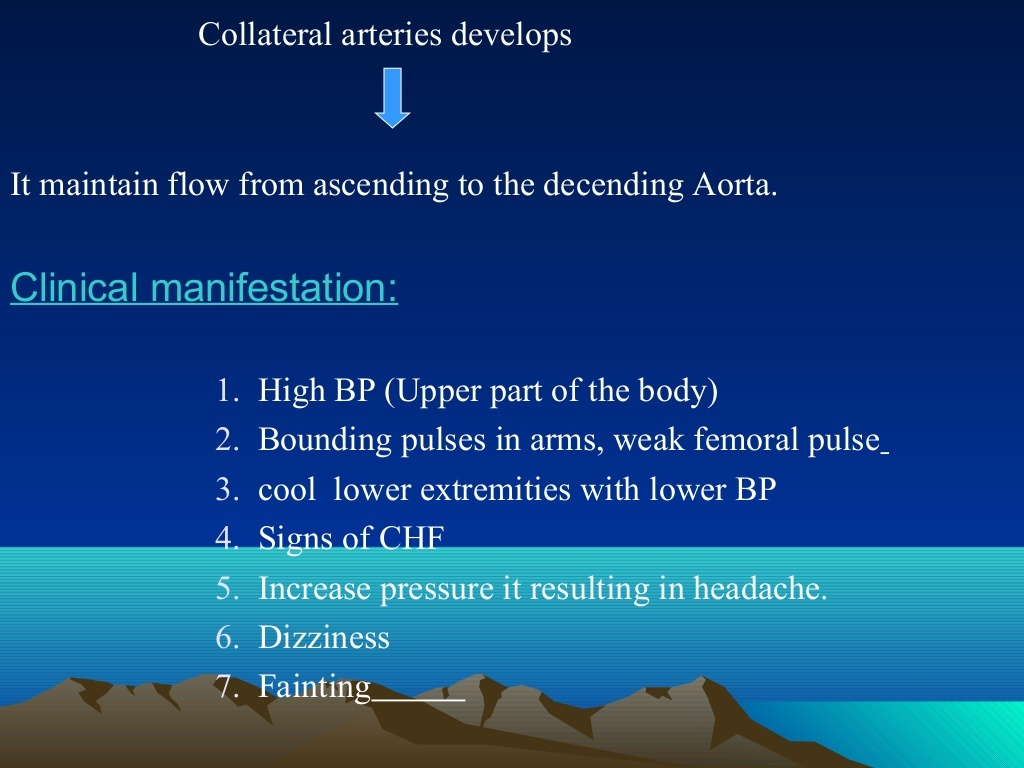 Collateral arteries develops
It maintain flow from ascending to the decending Aorta.
Clinical manifestation:
1. High BP (Upper part of the body)
2. Bounding pulses in arms, weak femoral pulse
3. cool  lower extremities with lower BP
4. Signs of CHF
5. Increase pressure it resulting in headache.
6. Dizziness
7. Fainting______